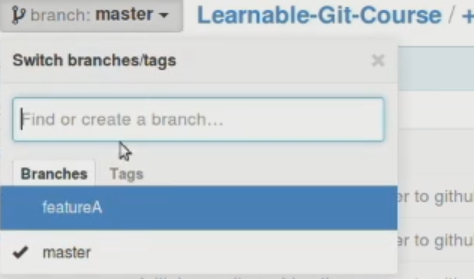 branch: master
Learnable-Git-Course / +
Switch branches/tags
Find or create a branch...
Branches Tags
er to githu
featureA
er to githu
master